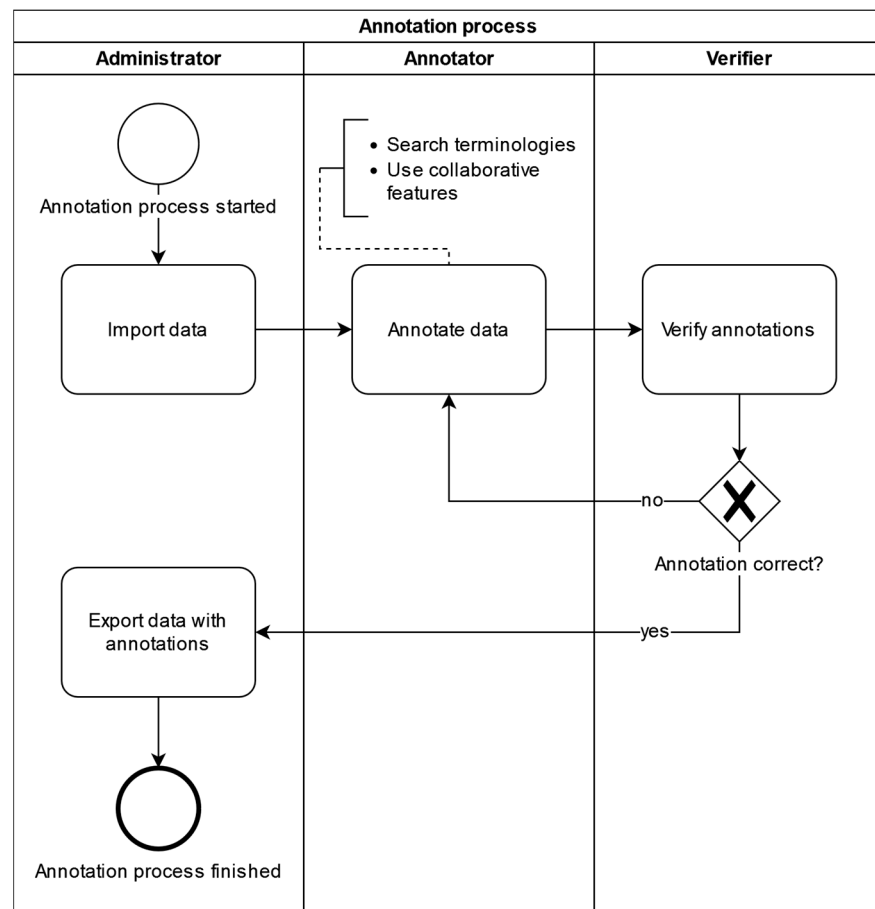 Annotation process
Administrator
Annotator
Verifier
• Search terminologies
• Use collaborative
features
Annotation process started
Import data
Annotate data
Verify annotations
no
Annotation correct?
Export data with
annotations
yes
Annotation process finished